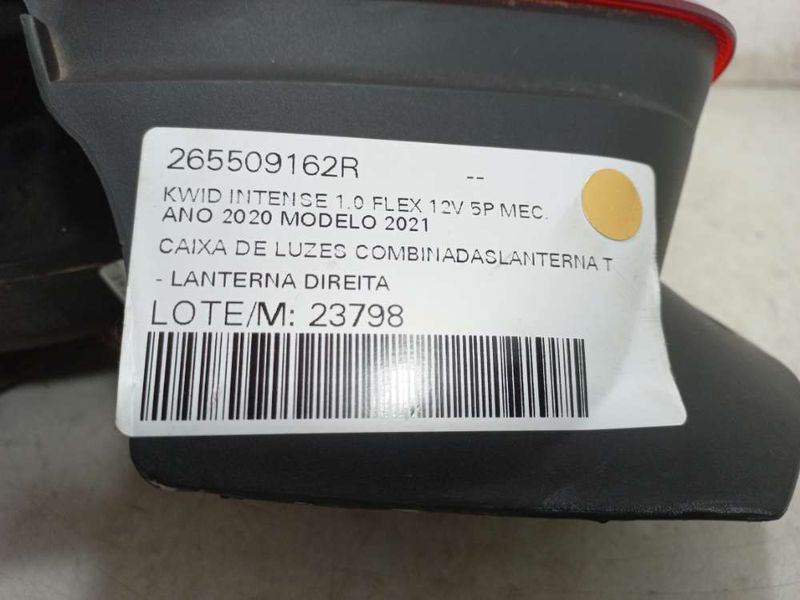 265509162R --
KWID INTENSE 1.0 FLEX 12V 5P MEC.
ANO 2020 MODELO 2021
CAIXA DE LUZES COMBINADASLANTERNA T
- LANTERNA DIREITA
LOTE/M: 23798